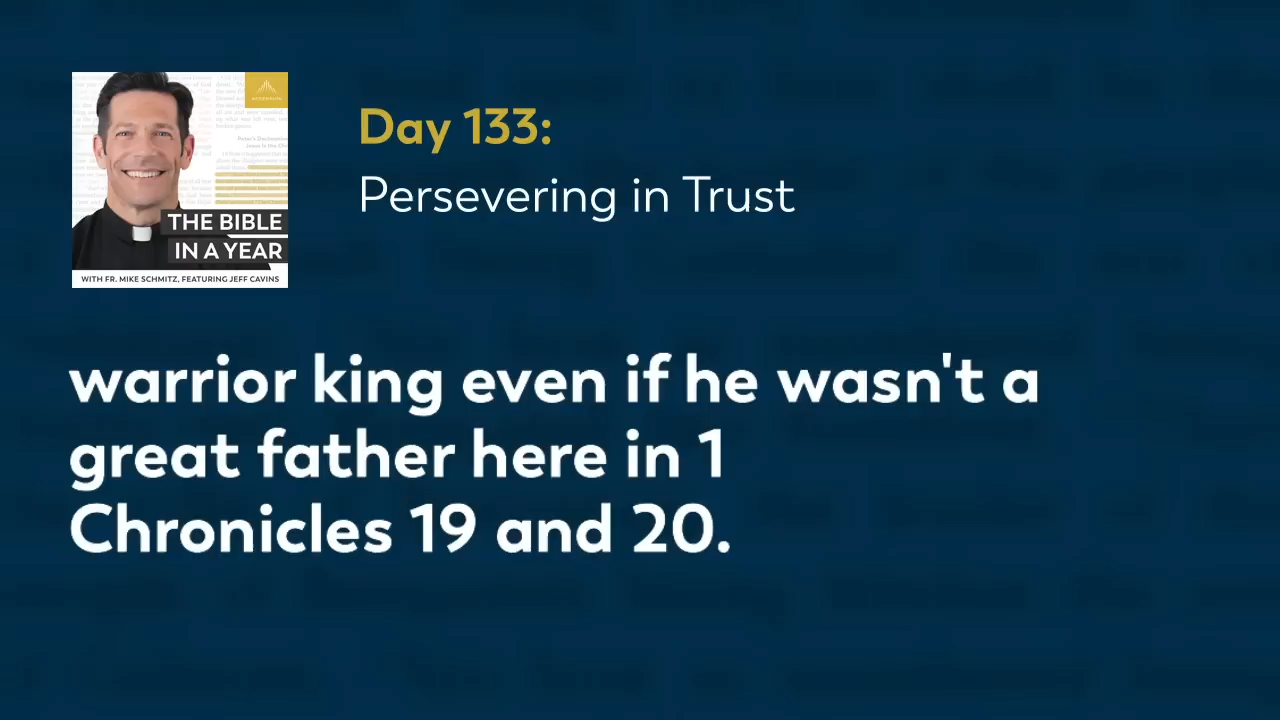 THE BIBLE
IN A YEAR
WITH FR. MIKE SCHMITZ, FEATURING JEFF CAVINS
Day 133:
Persevering in Trust
warrior king even if he wasn't a
great father here in 1
Chronicles 19 and 20.